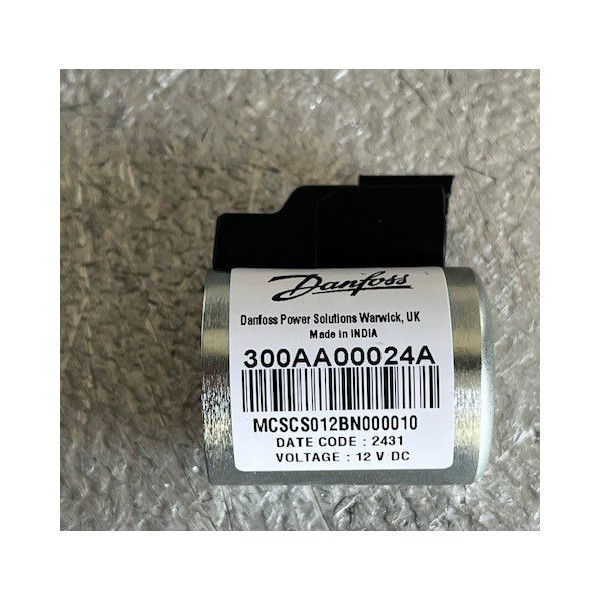 Danfoss
Danfoss Power Solutions Warwick, UK
Made in INDIA
300AA00024A
MCSCS012BN000010
DATE CODE : 2431
VOLTAGE : 12 V DC